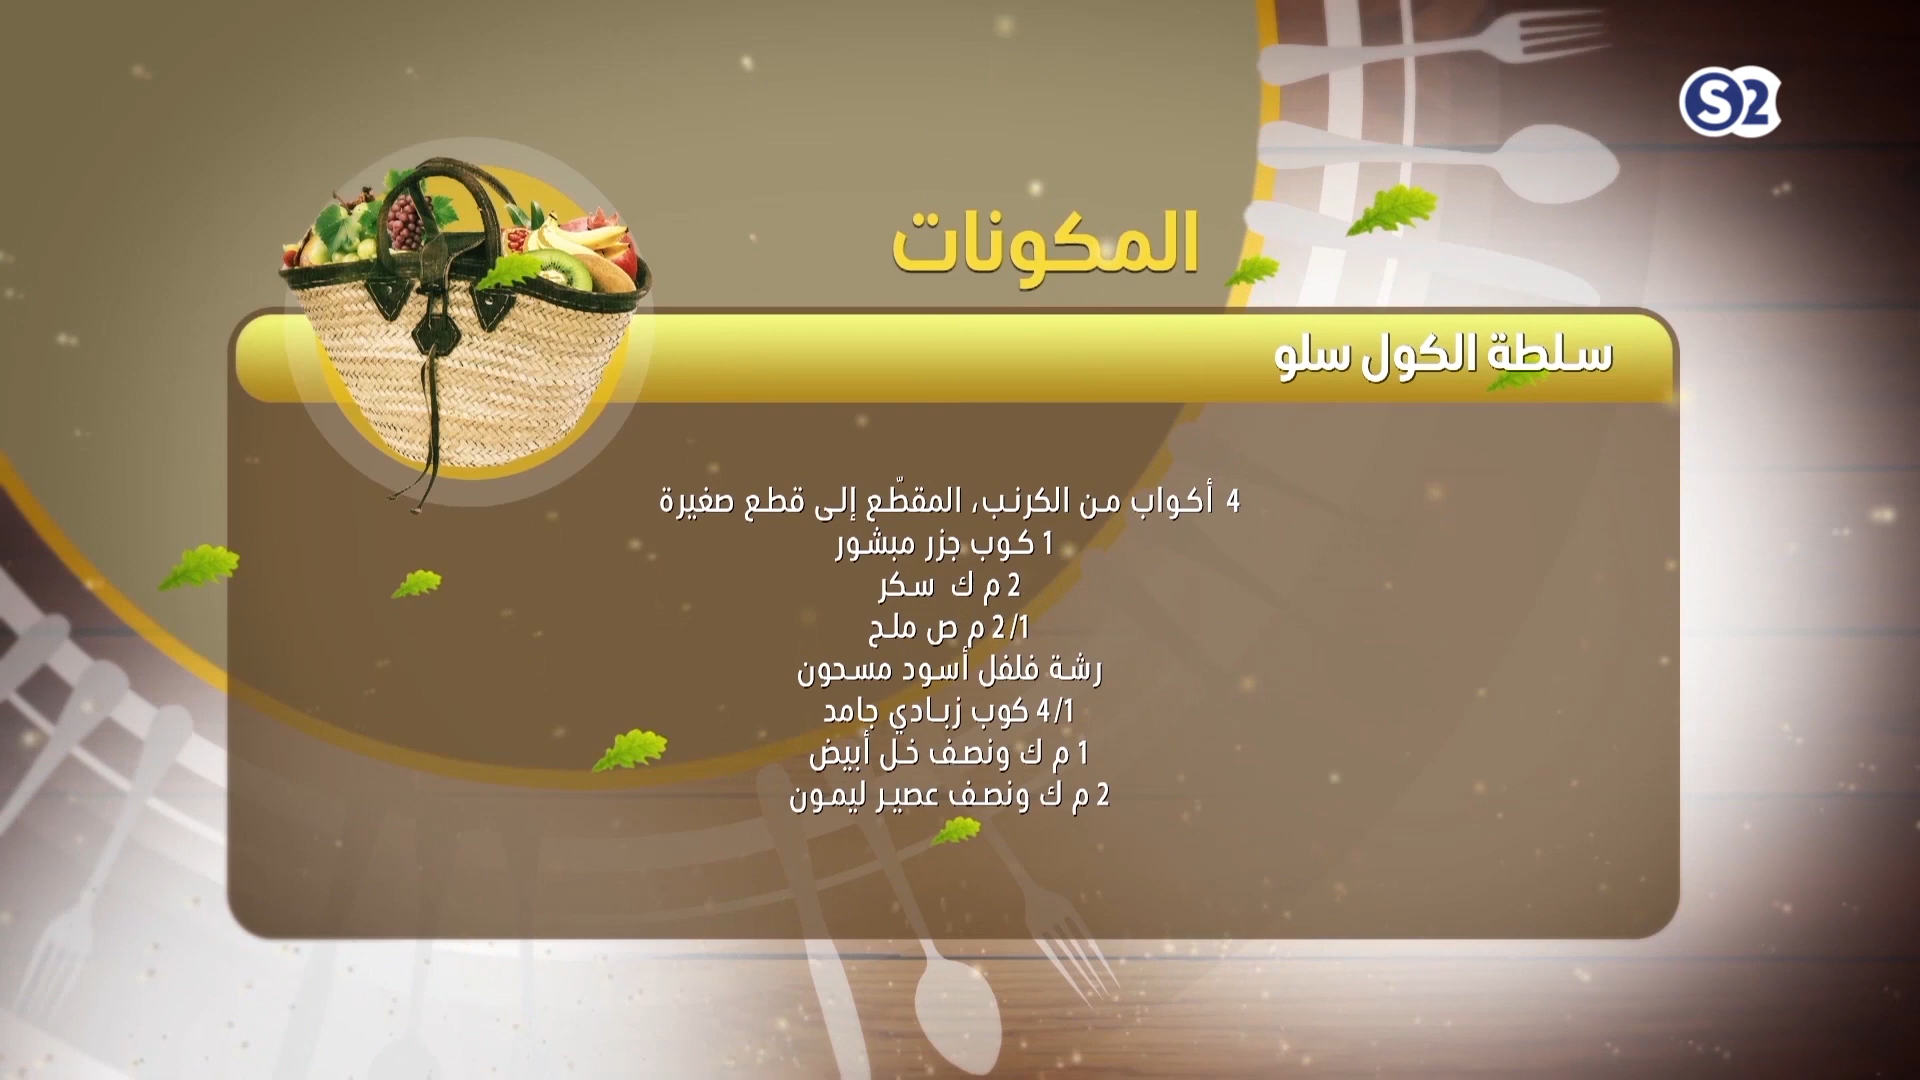 S2
المكونات
سلطة الكول سلو
4 أكواب من الكرنب، المقطّع إلى قطع صغيرة
1 كوب جزر مبشور
2 م ك سكر
2/1 م ص ملح
رشة فلفل أسود مسحون
4/1 كوب زبادي جامد
1 م ك ونصف خل أبيض
2 م ك ونصف عصير ليمون